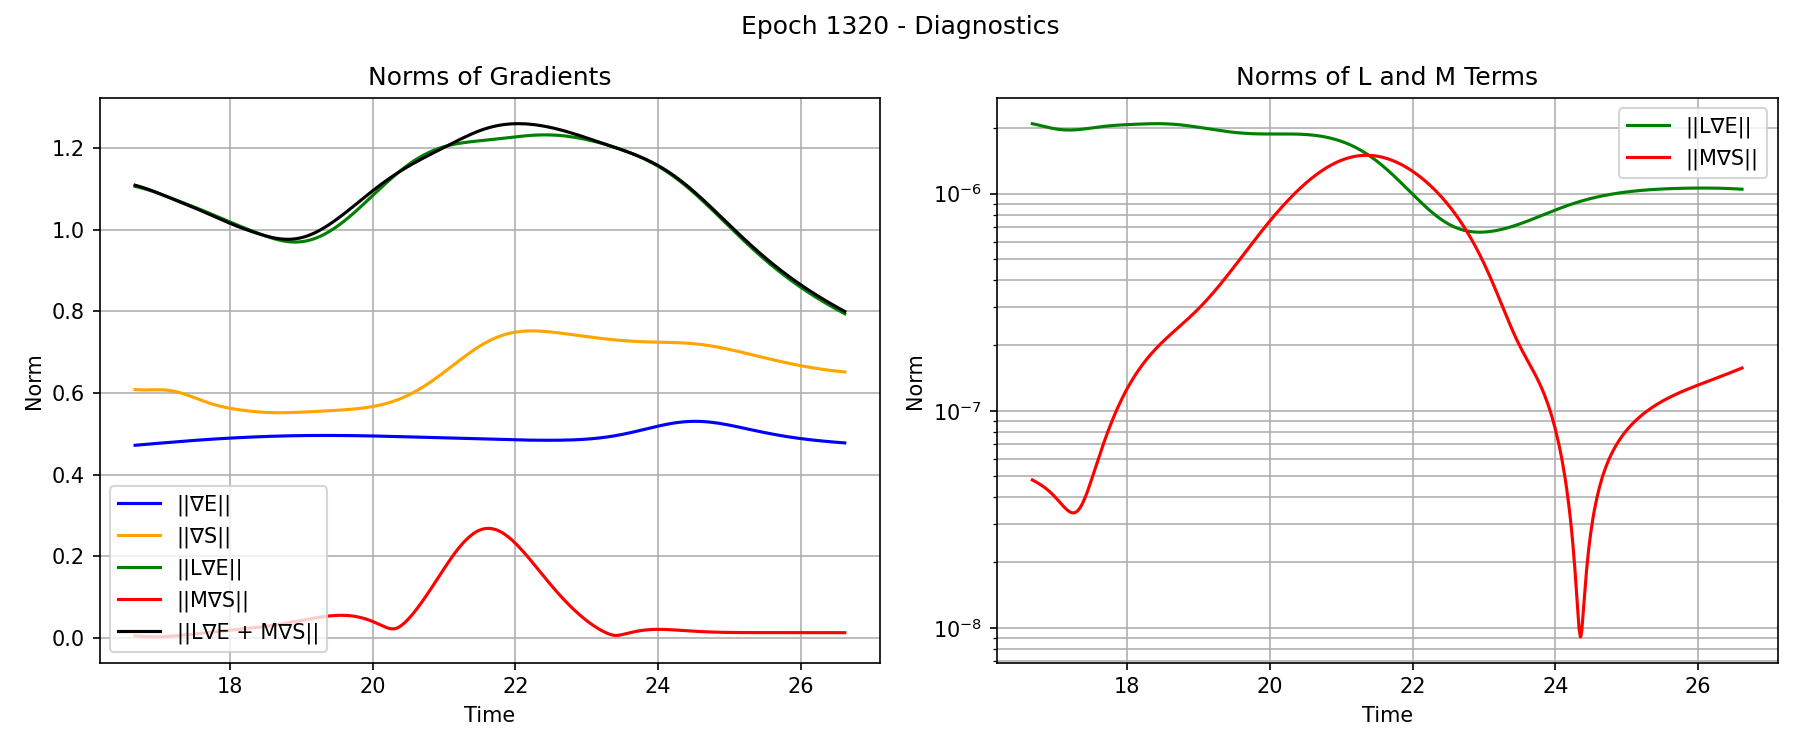 Epoch 1320 - Diagnostics
Norms of Gradients
Norm
1.2
1.0
0.8
0.6
0.4
0.2
0.0
||∇E||
||∇S||
||L∇E||
||M∇S||
||L∇E + M∇S||
18
20
22
24
26
Time
Norms of L and M Terms
Norm
10⁻⁶
10⁻⁷
10⁻⁸
||L∇E||
||M∇S||
18
20
22
24
26
Time